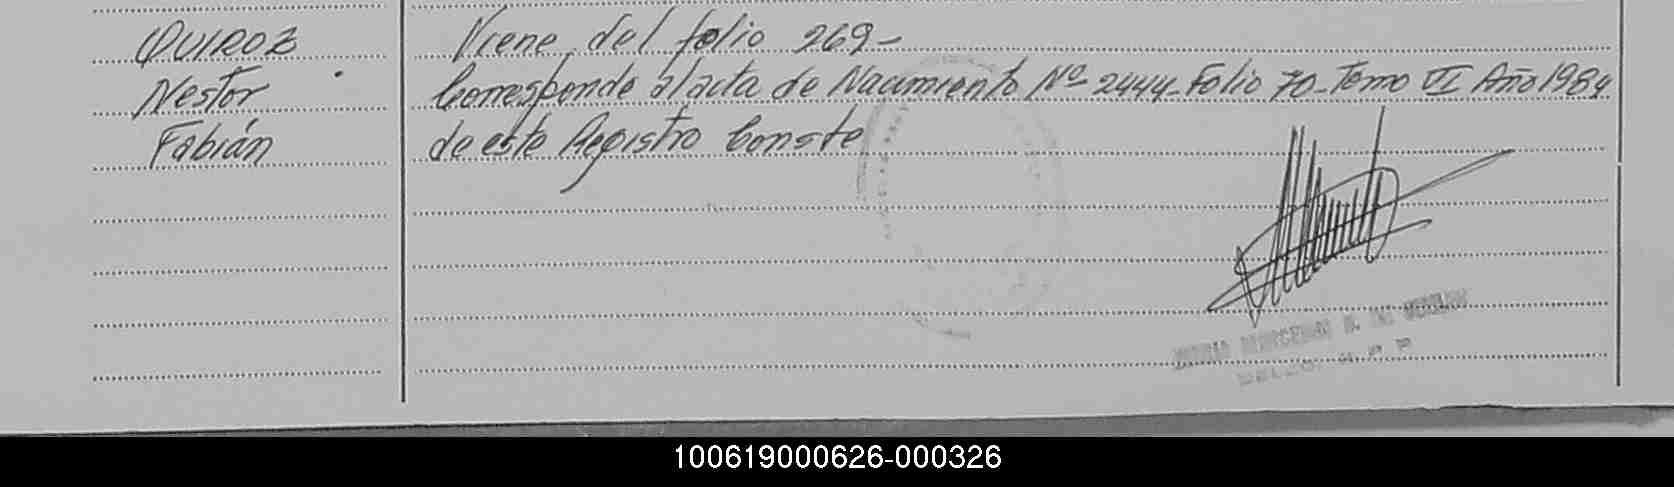 QUIROZ
Nestor
Fabián
Viene del folio 269-
Corresponde al acta de Nacimiento Nº 2444-Folio 70-Tomo VI Año 1984
de este Registro Conste
100619000626-000326